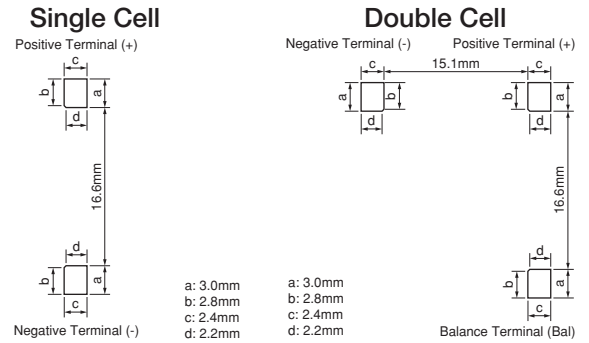 Single Cell
Positive Terminal (+)
c
b
a
d
16.6mm
d
b
a
c
Negative Terminal (-)
a: 3.0mm
b: 2.8mm
c: 2.4mm
d: 2.2mm
Double Cell
Negative Terminal (-)
Positive Terminal (+)
c
15.1mm
c
a
b
b
a
d
d
16.6mm
d
b
a
c
Balance Terminal (Bal)
a: 3.0mm
b: 2.8mm
c: 2.4mm
d: 2.2mm